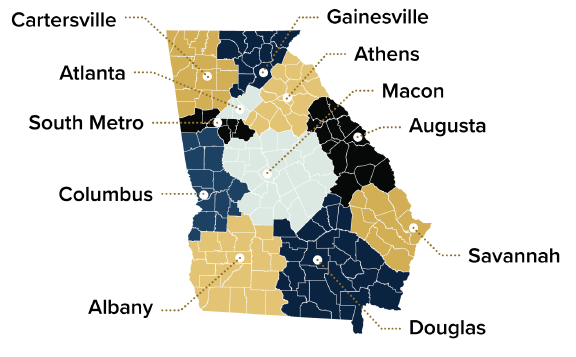 Cartersville
Gainesville
Atlanta
Athens
Macon
South Metro
Augusta
Columbus
Savannah
Albany
Douglas